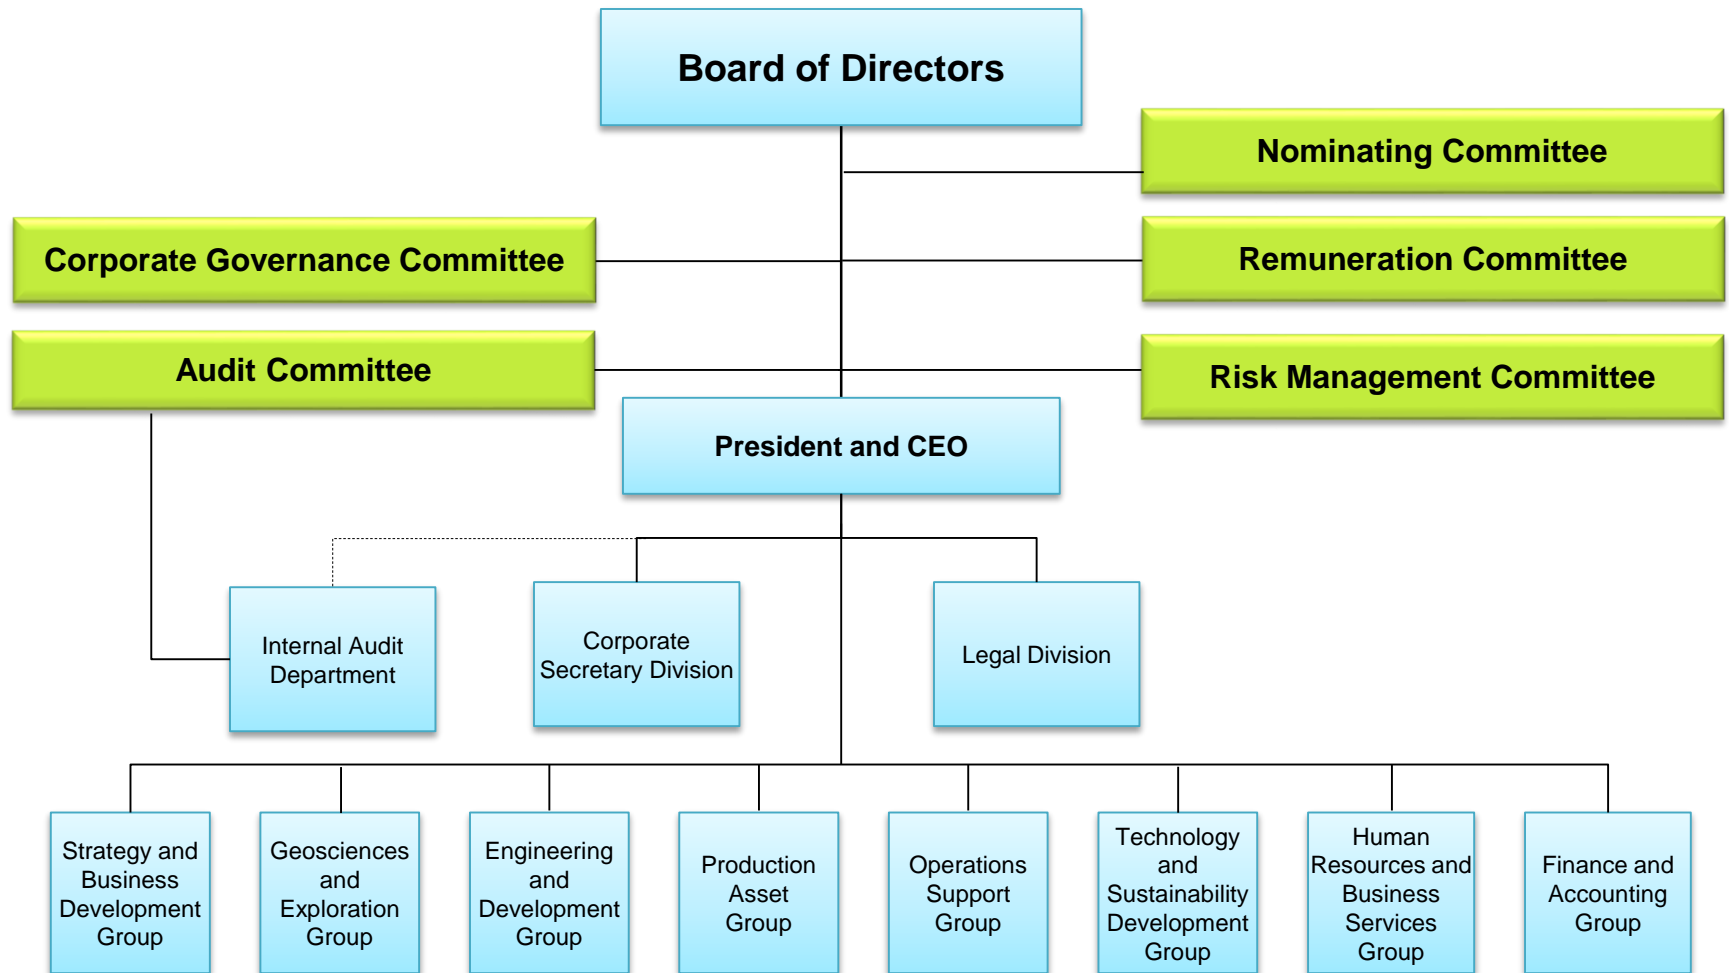 Board of Directors
Nominating Committee
Corporate Governance Committee
Remuneration Committee
Audit Committee
Risk Management Committee
President and CEO
Internal Audit
Department
Corporate
Secretary Division
Legal Division
Strategy and
Business
Development
Group
Geosciences
and
Exploration
Group
Engineering
and
Development
Group
Production
Asset
Group
Operations
Support
Group
Technology
and
Sustainability
Development
Group
Human
Resources and
Business
Services
Group
Finance and
Accounting
Group